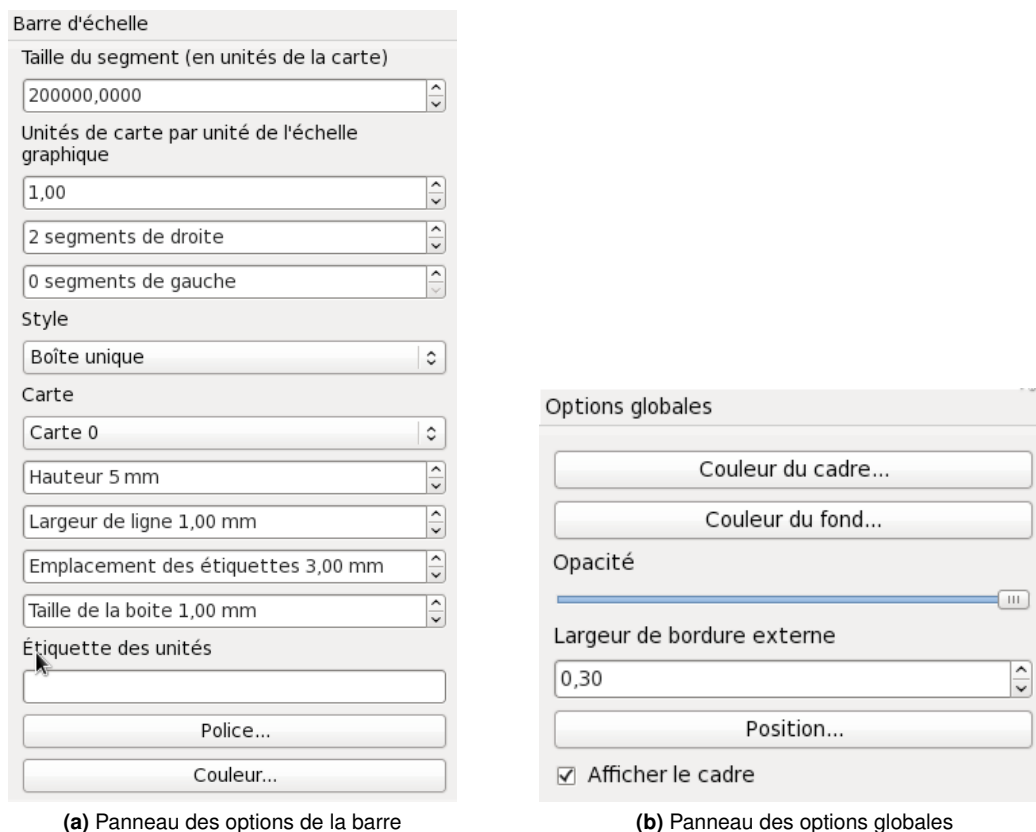 Barre d'échelle
Taille du segment (en unités de la carte)
200000,0000
Unités de carte par unité de l'échelle
graphique
1,00
2 segments de droite
0 segments de gauche
Style
Boîte unique
Carte
Carte 0
Hauteur 5 mm
Largeur de ligne 1,00 mm
Emplacement des étiquettes 3,00 mm
Taille de la boite 1,00 mm
Étiquette des unités
Police...
Couleur...
(a) Panneau des options de la barre
Options globales
Couleur du cadre...
Couleur du fond...
Opacité
Largeur de bordure externe
0,30
Position...
Afficher le cadre
(b) Panneau des options globales